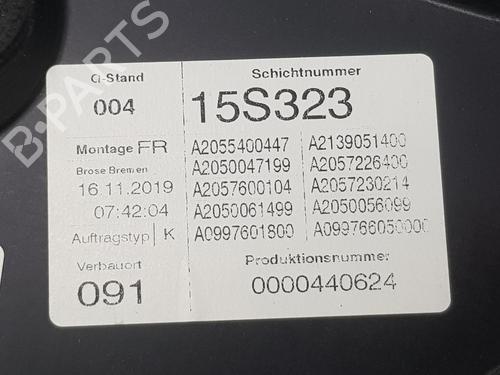 G-Stand
004
Schichtnummer
15S323
Montage FR
Brose Bremen
16.11.2019
07:42:04
Auftragstyp | K
A2055400447 A2139051400
A2050047199 A2057226400
A2057600104 A2057230214
A2050061499 A2050056099
A0997601800 A099766050000
Verbauort
091
Produktionsnummer
0000440624
B-PARTS